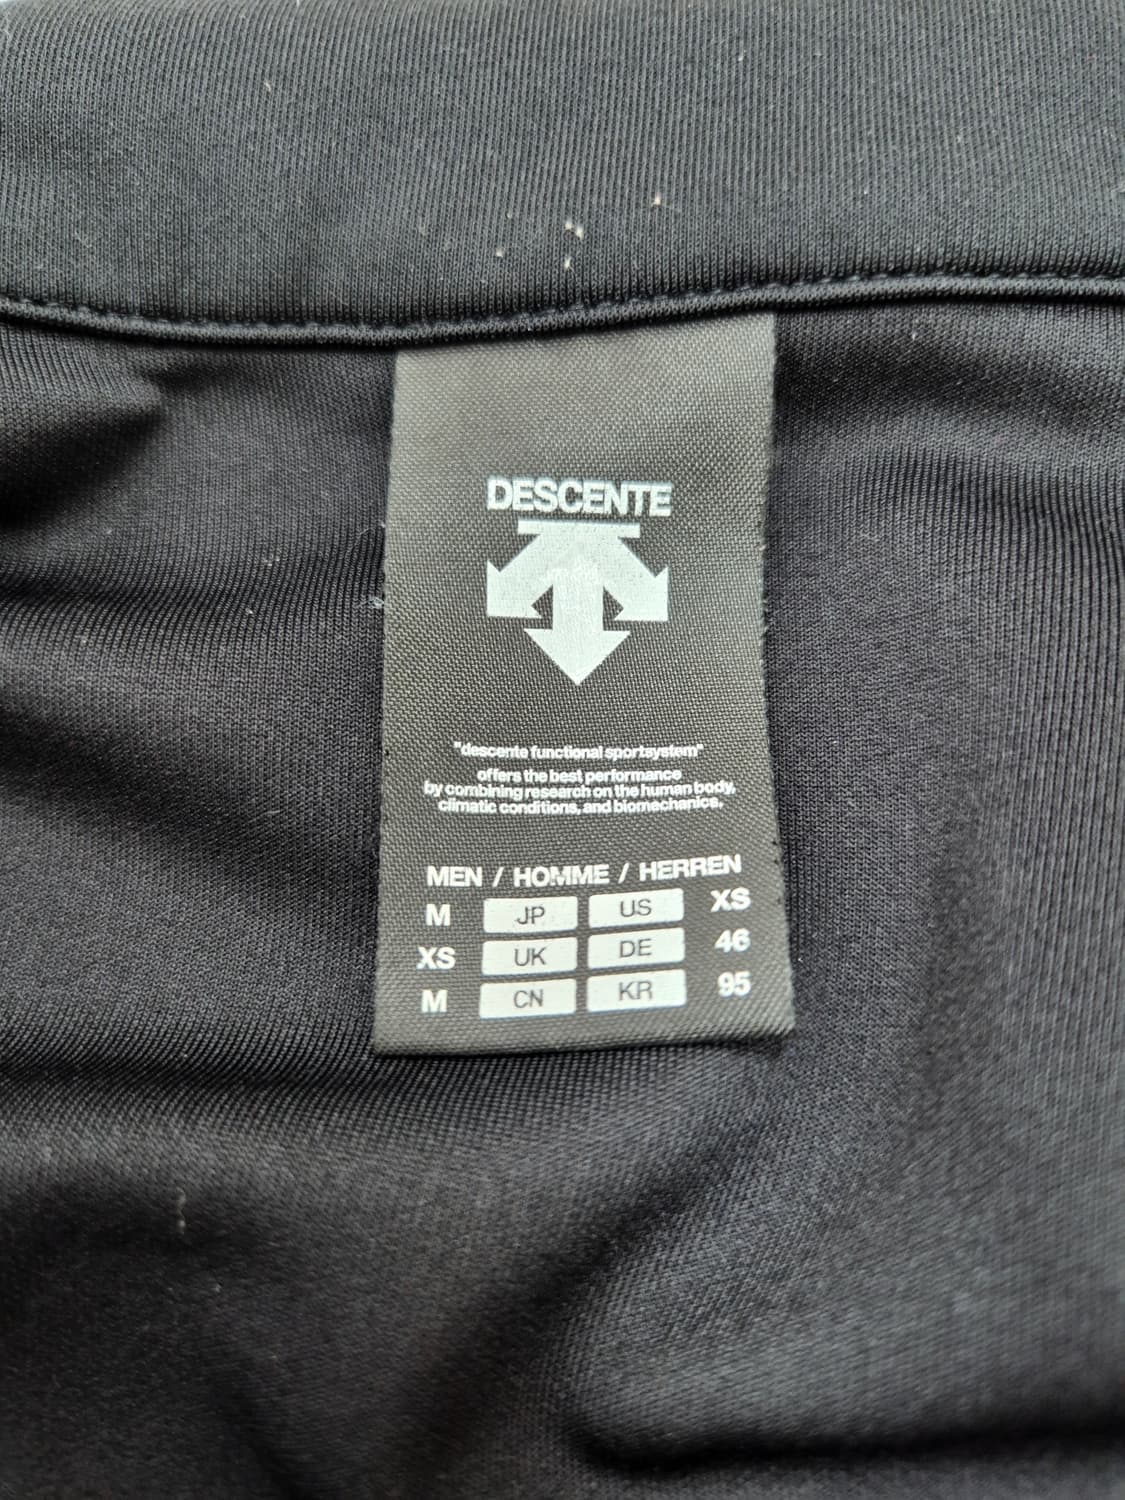 DESCENTE
"descente functional sportsystem"
offers the best performance
by combining research on the human body,
climatic conditions, and biomechanics.
MEN / HOMME / HERREN
M JP US XS
XS UK DE 46
M CN KR 95